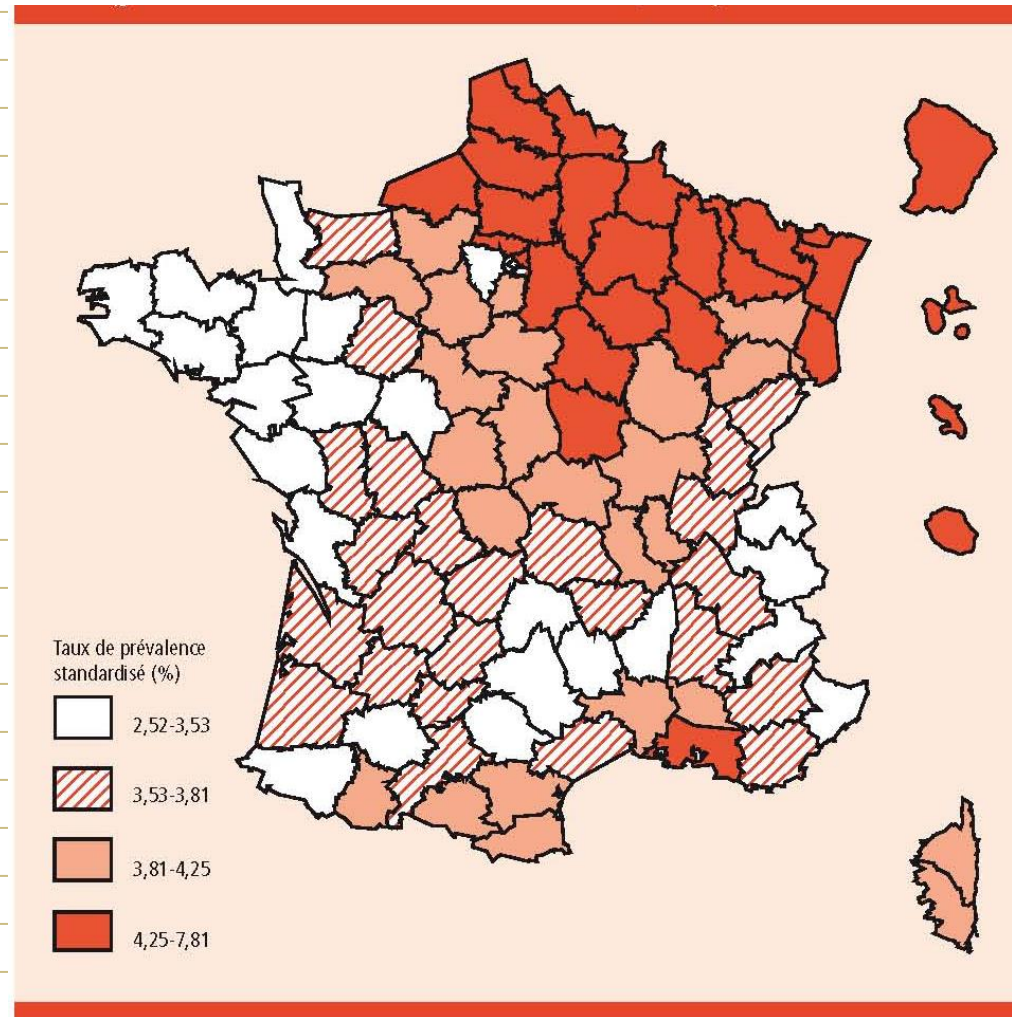 Taux de prévalence
standardisé (%)
2,52-3,53
3,53-3,81
3,81-4,25
4,25-7,81